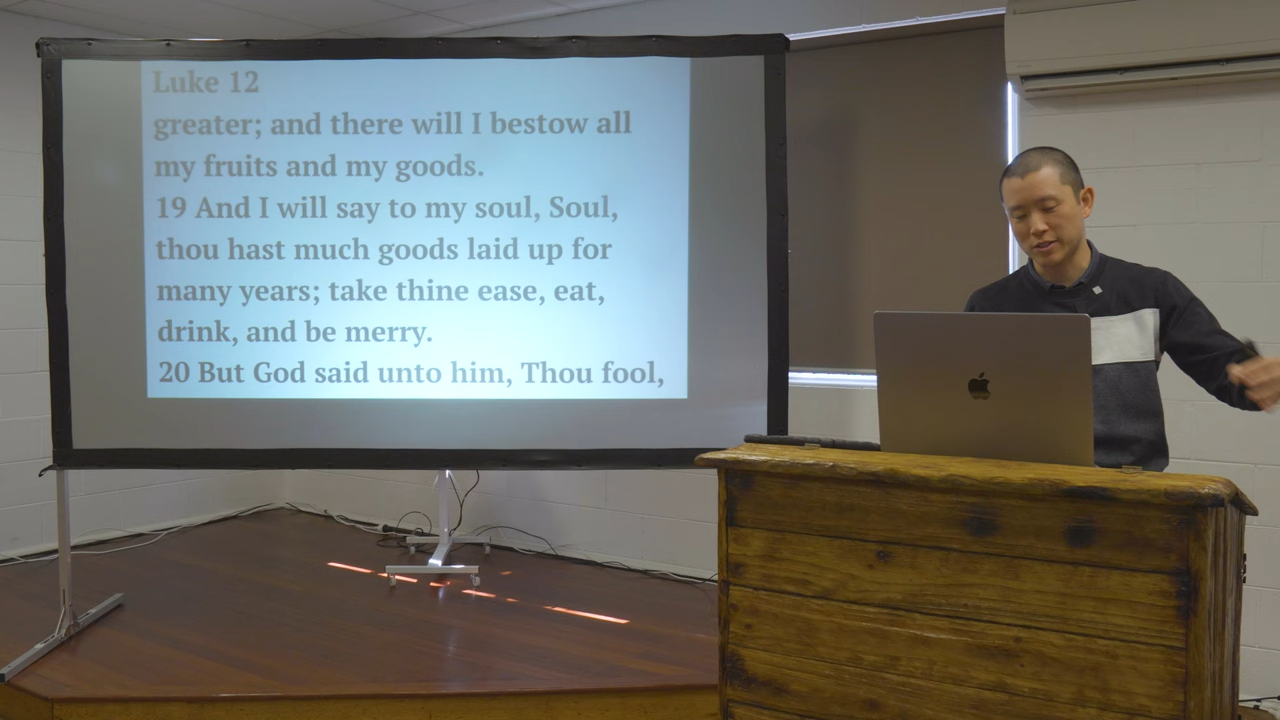 Luke 12
greater; and there will I bestow all
my fruits and my goods.
19 And I will say to my soul, Soul,
thou hast much goods laid up for
many years; take thine ease, eat,
drink, and be merry.
20 But God said unto him, Thou fool,